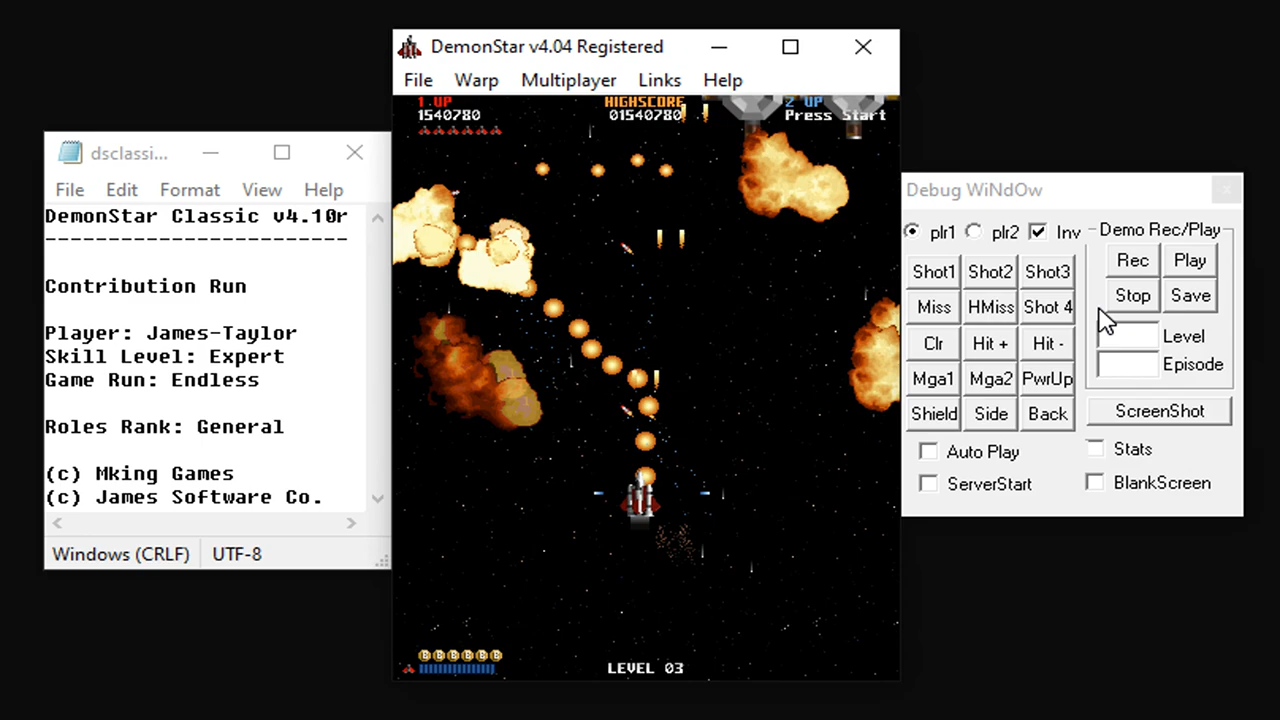 dsclassi...
File Edit Format View Help
DemonStar Classic v4.10r
------------------------
Contribution Run
Player: James-Taylor
Skill Level: Expert
Game Run: Endless
Roles Rank: General
(c) Mking Games
(c) James Software Co.
Windows (CRLF) UTF-8
DemonStar v4.04 Registered
File Warp Multiplayer Links Help
1 UP HIGHSCORE 2 UP
1540780 01540780 Press Start
B B B B B B
LEVEL 03
Debug WiNdOw
plr1 plr2 Inv
Shot1 Shot2 Shot3
Miss HMiss Shot 4
Clr Hit + Hit -
Mga1 Mga2 PwrUp
Shield Side Back
Auto Play
ServerStart
Demo Rec/Play
Rec Play
Stop Save
Level
Episode
ScreenShot
Stats
BlankScreen